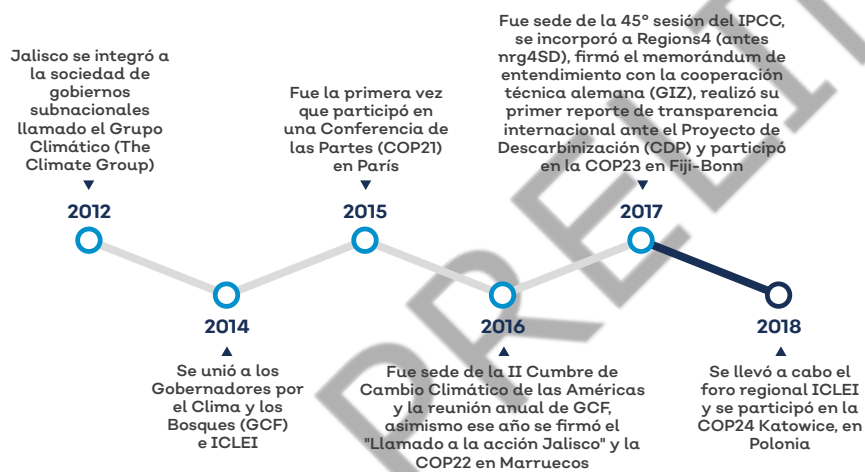 Jalisco se integró a
la sociedad de
gobiernos
subnacionales
llamado el Grupo
Climático (The
Climate Group)
2012
Se unió a los
Gobernadores por
el Clima y los
Bosques (GCF)
e ICLEI
2014
Fue la primera vez
que participó en
una Conferencia de
las Partes (COP21)
en París
2015
2016
Fue sede de la II Cumbre de
Cambio Climático de las Américas
y la reunión anual de GCF,
asimismo ese año se firmó el
"Llamado a la acción Jalisco" y la
COP22 en Marruecos
Fue sede de la 45° sesión del IPCC,
se incorporó a Regions4 (antes
nrg4SD), firmó el memorándum de
entendimiento con la cooperación
técnica alemana (GIZ), realizó su
primer reporte de transparencia
internacional ante el Proyecto de
Descarbinización (CDP) y participó
en la COP23 en Fiji-Bonn
2017
2018
Se llevó a cabo el
foro regional ICLEI
y se participó en la
COP24 Katowice, en
Polonia